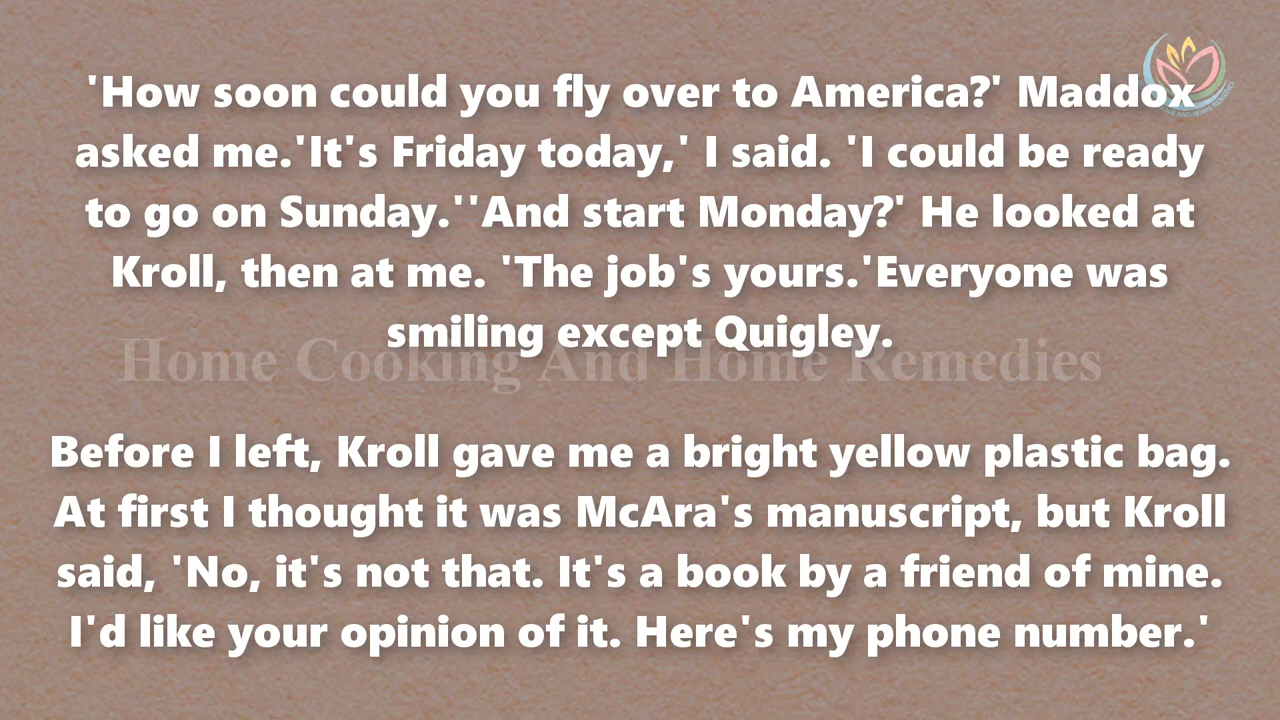 'How soon could you fly over to America?' Maddox
asked me.'It's Friday today,' I said. 'I could be ready
to go on Sunday.''And start Monday?' He looked at
Kroll, then at me. 'The job's yours.'Everyone was
smiling except Quigley.
Home Cooking And Home Remedies
Before I left, Kroll gave me a bright yellow plastic bag.
At first I thought it was McAra's manuscript, but Kroll
said, 'No, it's not that. It's a book by a friend of mine.
I'd like your opinion of it. Here's my phone number.'